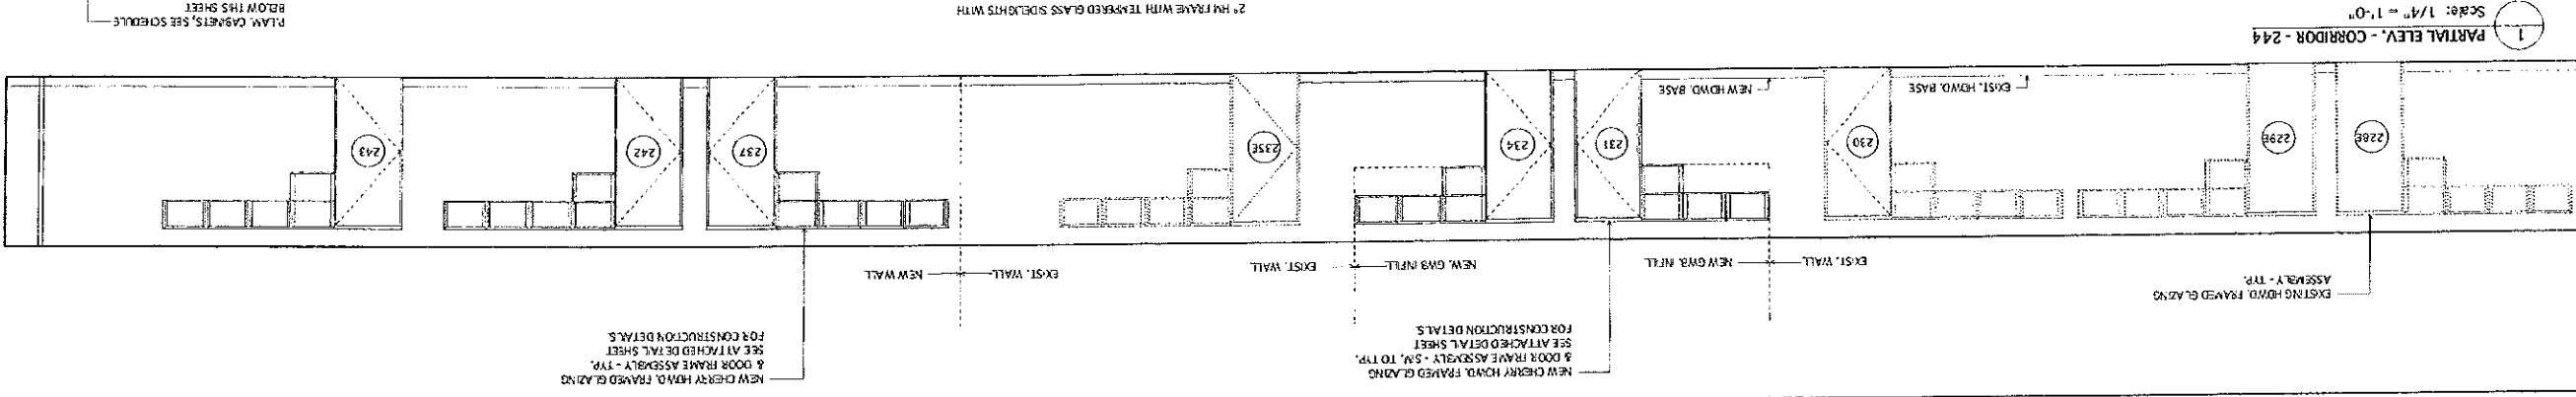 EXISTING HDWD. FRAMED GLAZING
ASSEMBLY - TYP.
NEW CHERRY HDWD. FRAMED GLAZING
& DOOR FRAME ASSEMBLY - SIM. TO TYP.
SEE ATTACHED DETAIL SHEET
FOR CONSTRUCTION DETAILS
NEW CHERRY HDWD. FRAMED GLAZING
& DOOR FRAME ASSEMBLY - TYP.
SEE ATTACHED DETAIL SHEET
FOR CONSTRUCTION DETAILS
EXIST. WALL
NEW GWB. INFILL
NEW. GWB INFILL
EXIST. WALL
EXIST. WALL
NEW WALL
228E
229E
230
231
234
235E
237
242
243
EXIST. HDWD. BASE
NEW HDWD. BASE
1
PARTIAL ELEV. - CORRIDOR - 244
Scale: 1/4" = 1'-0"
2" HM FRAME WITH TEMPERED GLASS SIDELIGHTS WITH
P.LAM. CABINETS, SEE SCHEDULE
BELOW THIS SHEET